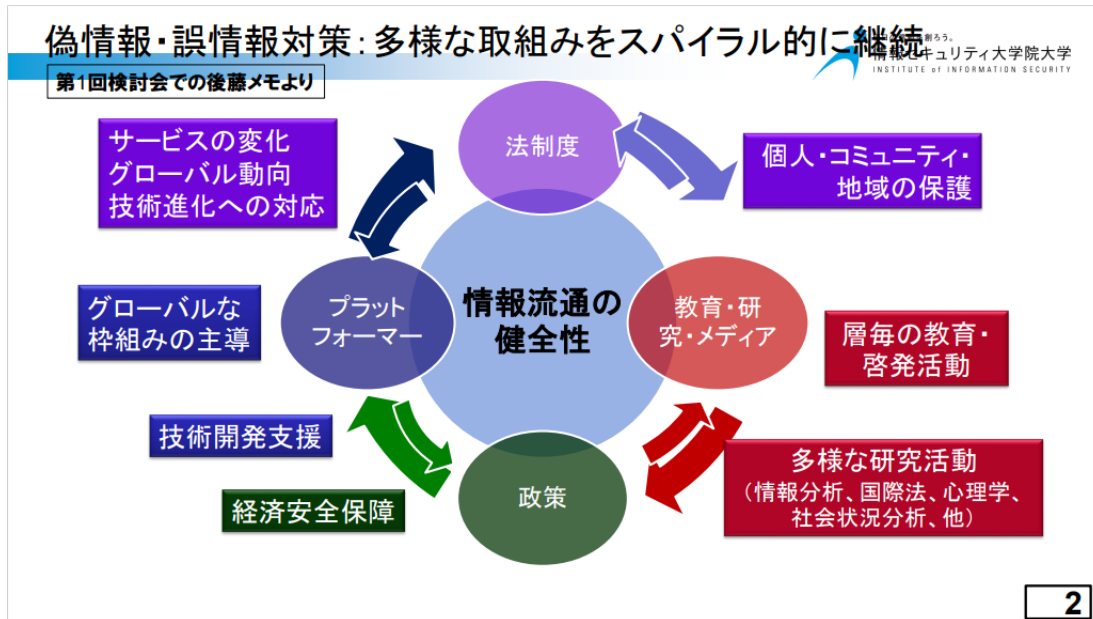 偽情報・誤情報対策:多様な取組みをスパイラル的に継続
情報セキュリティ大学院大学
INSTITUTE of INFORMATION SECURITY
第1回検討会での後藤メモより
サービスの変化
グローバル動向
技術進化への対応
法制度
個人・コミュニティ・
地域の保護
グローバルな
枠組みの主導
プラット
フォーマー
情報流通の
健全性
教育・研
究・メディア
層毎の教育・
啓発活動
技術開発支援
経済安全保障
政策
多様な研究活動
(情報分析、国際法、心理学、
社会状況分析、他)
2